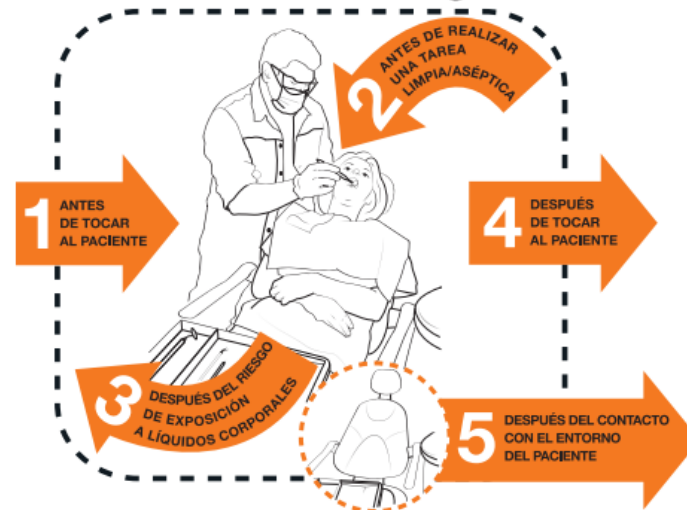 1 ANTES
DE TOCAR
AL PACIENTE
2 ANTES DE REALIZAR
UNA TAREA
LIMPIA/ASÉPTICA
3 DESPUÉS DEL RIESGO
DE EXPOSICIÓN
A LÍQUIDOS CORPORALES
4 DESPUÉS
DE TOCAR
AL PACIENTE
5 DESPUÉS DEL CONTACTO
CON EL ENTORNO
DEL PACIENTE